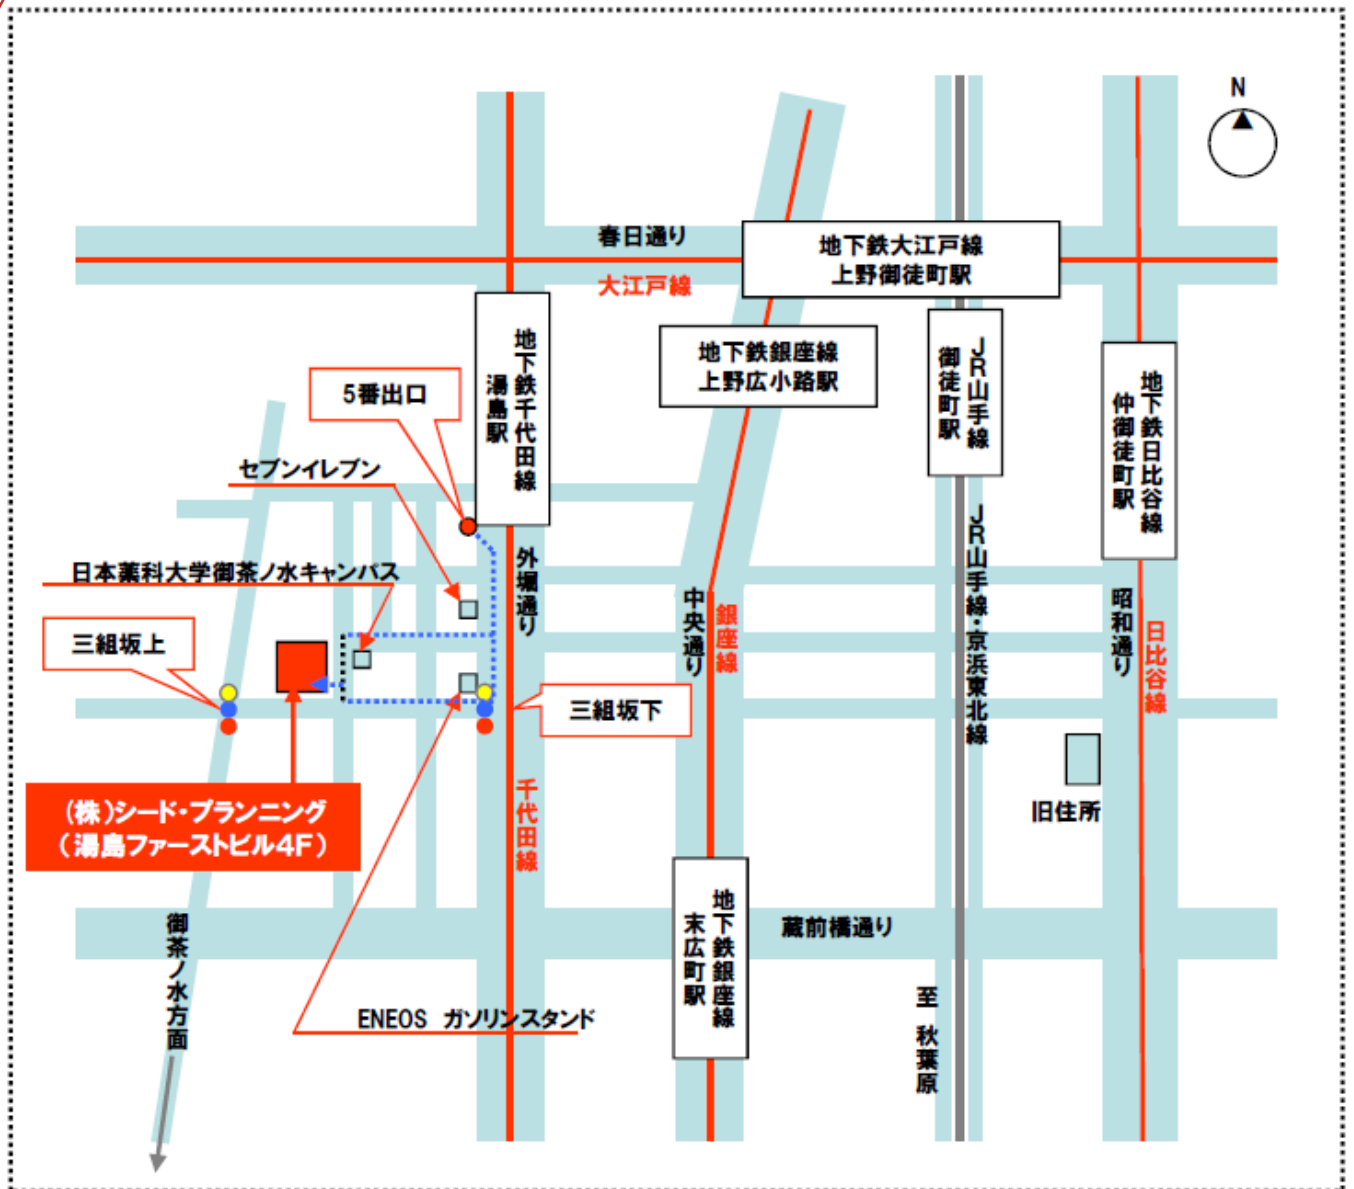 N
春日通り
大江戸線
地下鉄大江戸線
上野御徒町駅
地下鉄千代田線
湯島駅
地下鉄銀座線
上野広小路駅
JR山手線
御徒町駅
地下鉄日比谷線
仲御徒町駅
5番出口
セブンイレブン
日本薬科大学御茶ノ水キャンパス
三組坂上
外堀通り
中央通り
銀座線
JR山手線・京浜東北線
昭和通り
日比谷線
三組坂下
(株)シード・プランニング
(湯島ファーストビル4F)
千代田線
旧住所
御茶ノ水方面
地下鉄銀座線
末広町駅
蔵前橋通り
ENEOS ガソリンスタンド
至 秋葉原